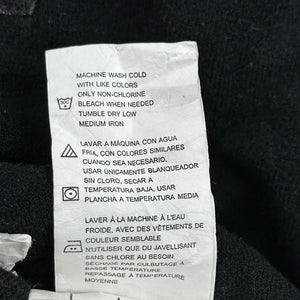 MACHINE WASH COLD
WITH LIKE COLORS
ONLY NON-CHLORINE
BLEACH WHEN NEEDED
TUMBLE DRY LOW
MEDIUM IRON
LAVAR A MÁQUINA CON AGUA
FRIA, CON COLORES SIMILARES
CUANDO SEA NECESARIO,
USAR ÚNICAMENTE BLANQUEADOR
SIN CLORO, SECAR A
TEMPERATURA BAJA, USAR
PLANCHA A TEMPERATURA MEDIA
LAVER À LA MACHINE À L'EAU
FROIDE, AVEC DES VÊTEMENTS DE
COULEUR SEMBLABLE
N'UTILISER QUE DU JAVELLISANT
SANS CHLORE AU BESOIN
SÉCHAGE PAR CULBUTAGE À
BASSE TEMPÉRATURE
REPASSAGE À TEMPÉRATURE
MOYENNE